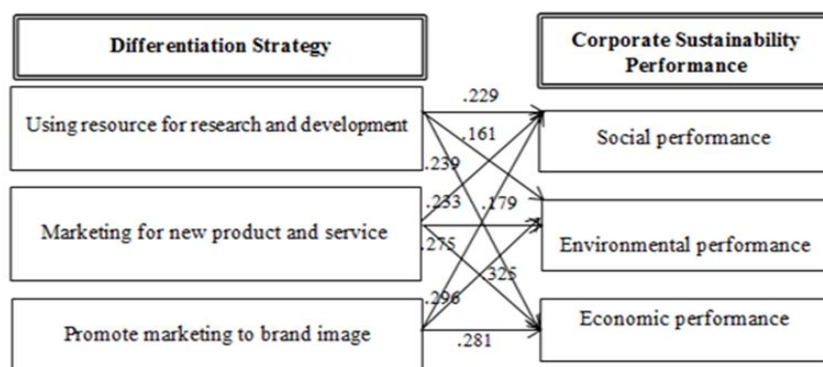 Differentiation Strategy
Corporate Sustainability
Performance
Using resource for research and development
Marketing for new product and service
Promote marketing to brand image
.229
.161
.239
.233
.179
.275
.325
.296
.281
Social performance
Environmental performance
Economic performance